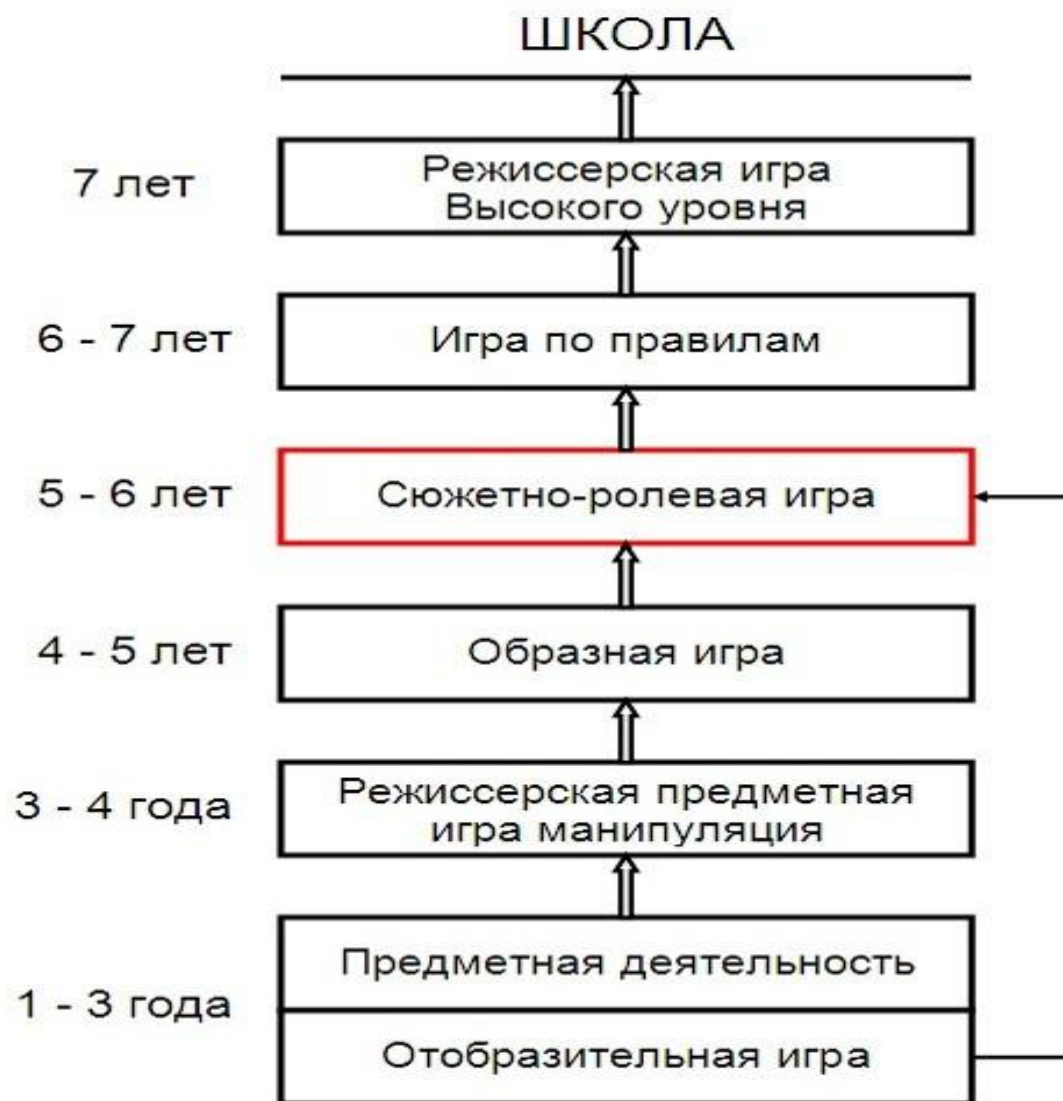 ШКОЛА
7 лет
Режиссерская игра
Высокого уровня
6 - 7 лет
Игра по правилам
5 - 6 лет
Сюжетно-ролевая игра
4 - 5 лет
Образная игра
3 - 4 года
Режиссерская предметная
игра манипуляция
1 - 3 года
Предметная деятельность
Отобразительная игра